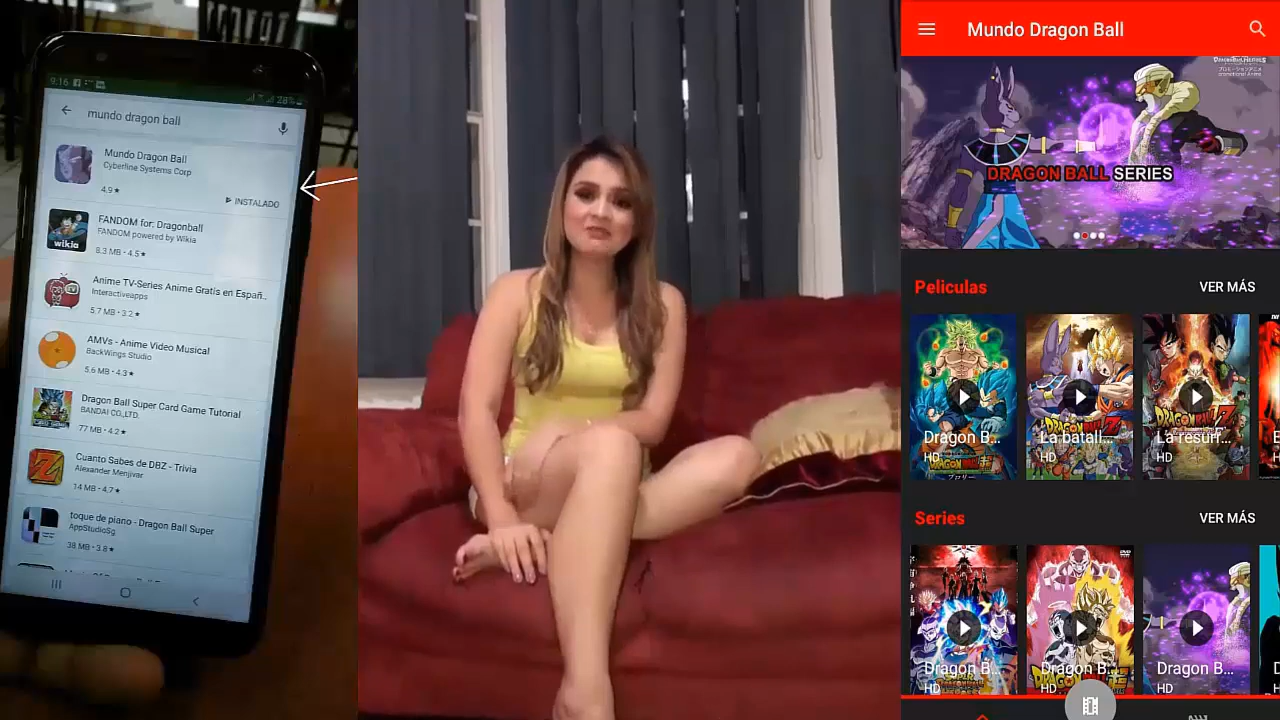 9:16
28%
mundo dragon ball
Mundo Dragon Ball
Cyberline Systems Corp
4.9★
INSTALADO
wikia
FANDOM for: Dragonball
FANDOM powered by Wikia
8.3 MB • 4.5★
Anime TV-Series Anime Gratis en Españ..
Interactiveapps
5.7 MB • 3.2★
AMVs - Anime Video Musical
BackWings Studio
5.6 MB • 4.3★
Dragon Ball Super Card Game Tutorial
BANDAI CO.,LTD.
77 MB • 4.2★
Cuanto Sabes de DBZ - Trivia
Alexander Menjivar
14 MB • 4.7★
toque de piano - Dragon Ball Super
AppStudioSg
38 MB • 3.8★
Mundo Dragon Ball
DRAGON BALL SERIES
Peliculas
VER MÁS
Dragon B...
HD
La batall...
HD
La resurr...
HD
Series
VER MÁS
Dragon B...
HD
Dragon B...
HD
Dragon B...
HD